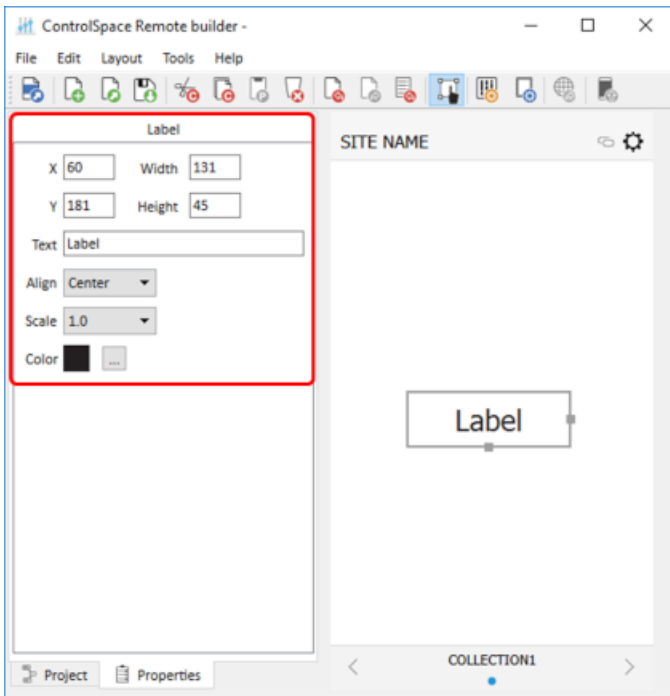 ControlSpace Remote builder -
File Edit Layout Tools Help
Label
X 60 Width 131
Y 181 Height 45
Text Label
Align Center
Scale 1.0
Color ...
Project Properties
SITE NAME
Label
COLLECTION1